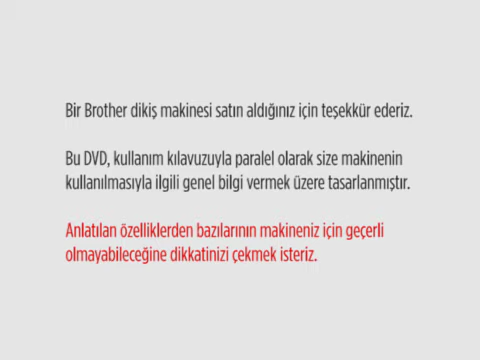 Bir Brother dikiş makinesi satın aldığınız için teşekkür ederiz.
Bu DVD, kullanım kılavuzuyla paralel olarak size makinenin
kullanılmasıyla ilgili genel bilgi vermek üzere tasarlanmıştır.
Anlatılan özelliklerden bazılarının makineniz için geçerli
olmayabileceğine dikkatinizi çekmek isteriz.